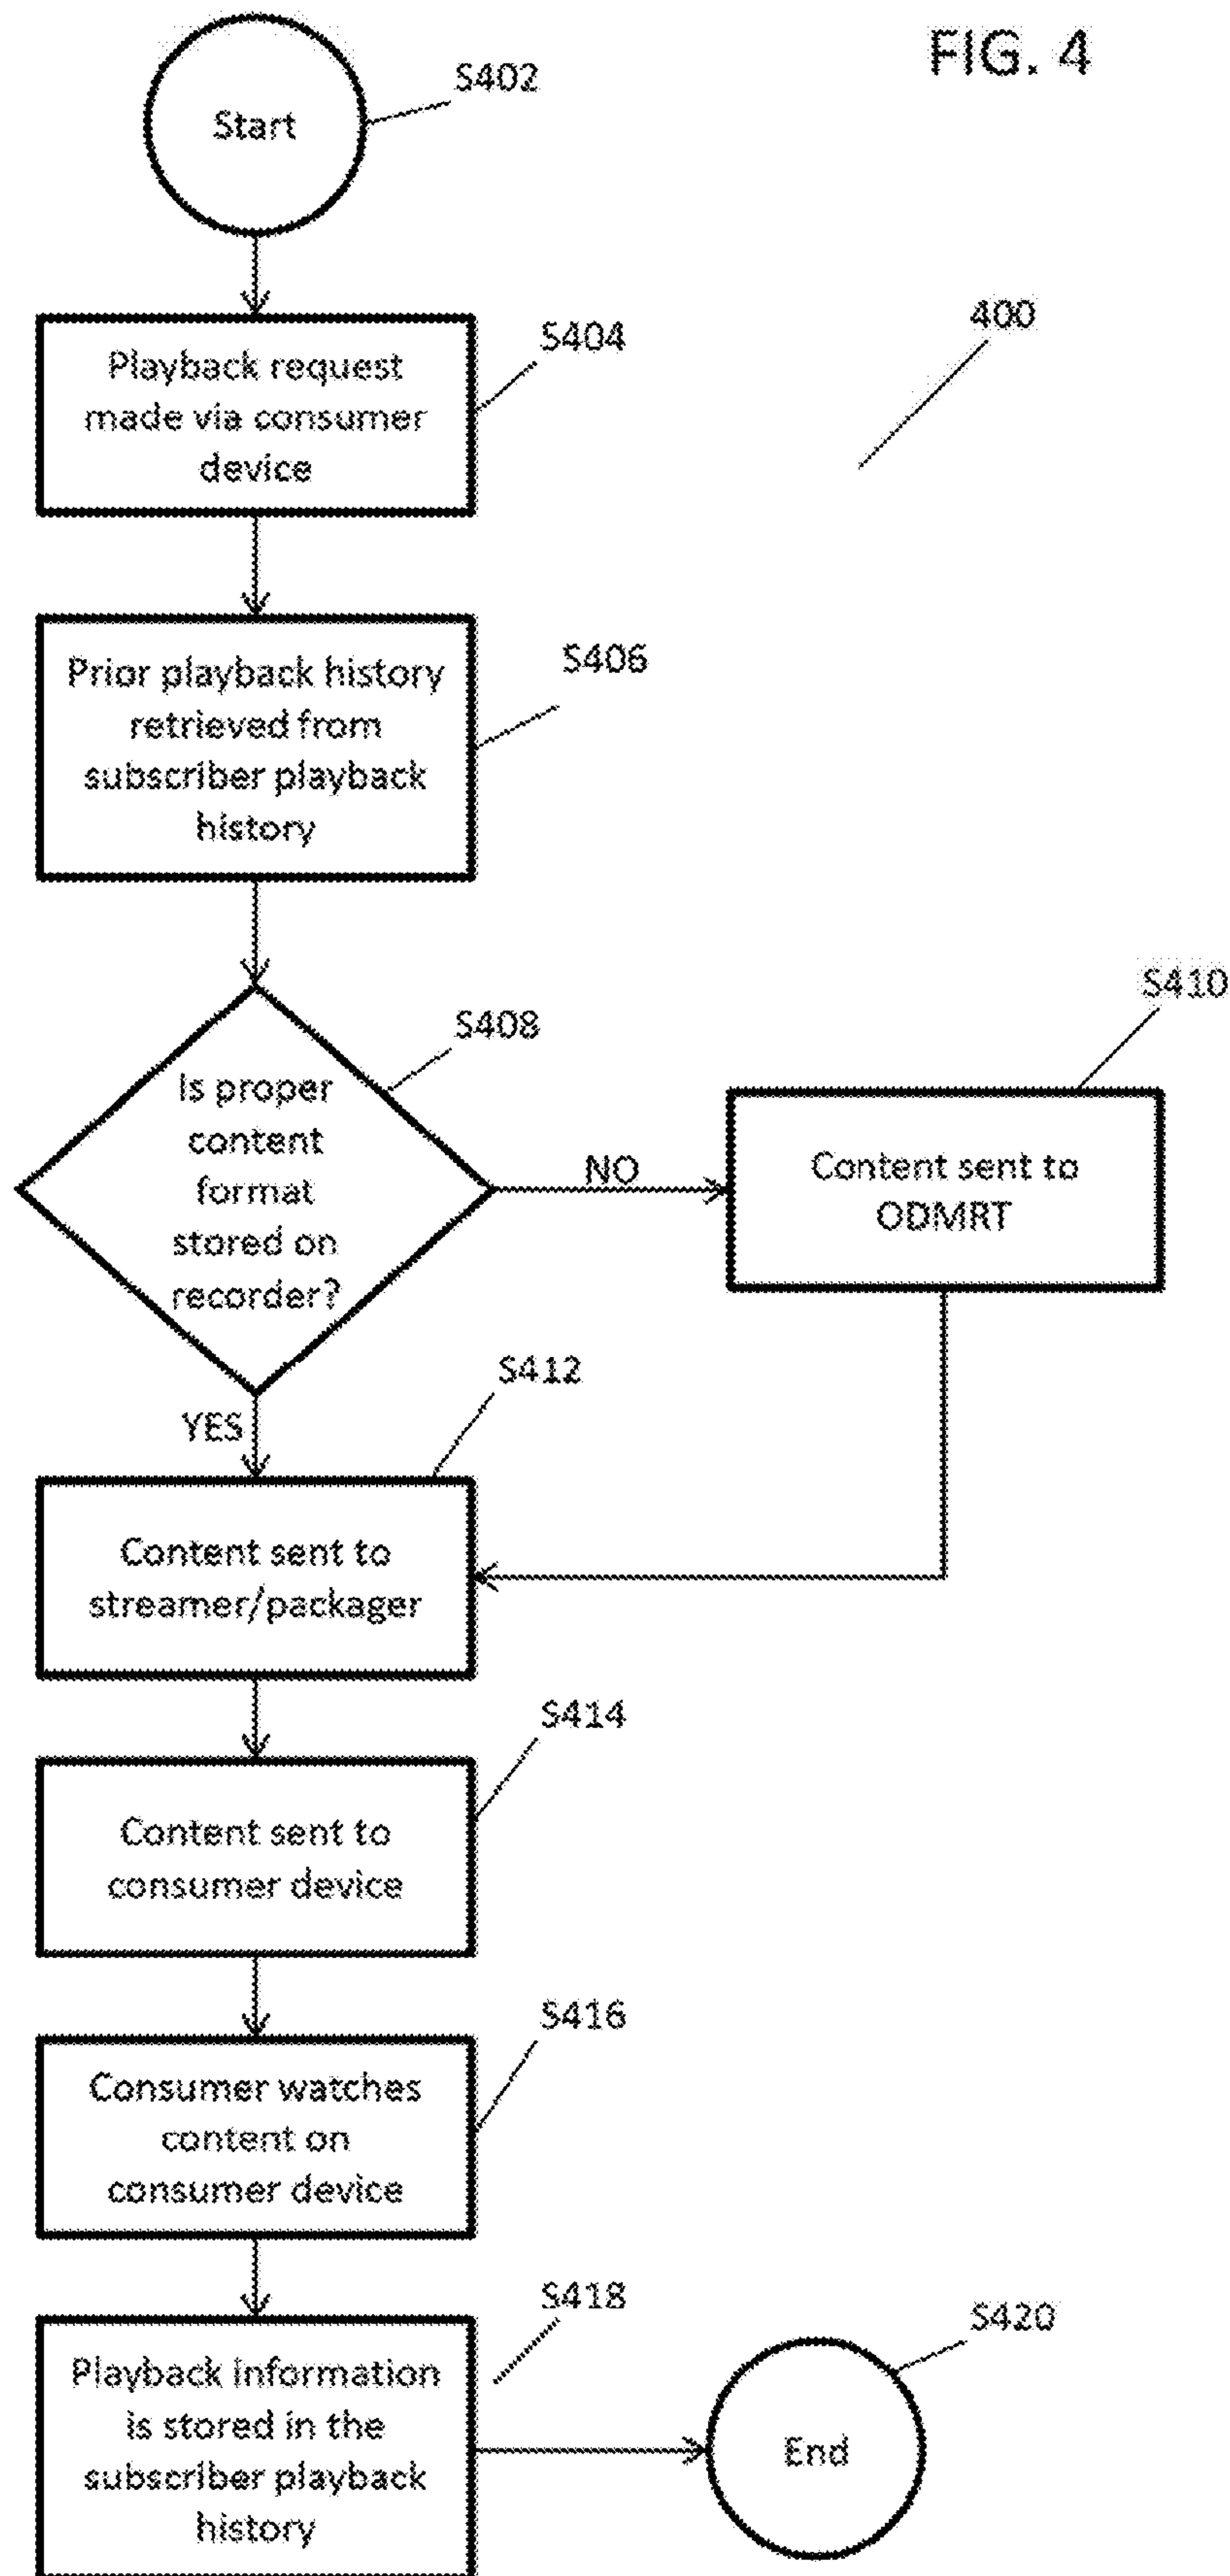 FIG. 4
S402
Start
400
S404
Playback request
made via consumer
device
S406
Prior playback history
retrieved from
subscriber playback
history
S408
Is proper
content
format
stored on
recorder?
NO
S410
Content sent to
ODMRT
YES
S412
Content sent to
streamer/packager
S414
Content sent to
consumer device
S416
Consumer watches
content on
consumer device
S418
Playback information
is stored in the
subscriber playback
history
S420
End